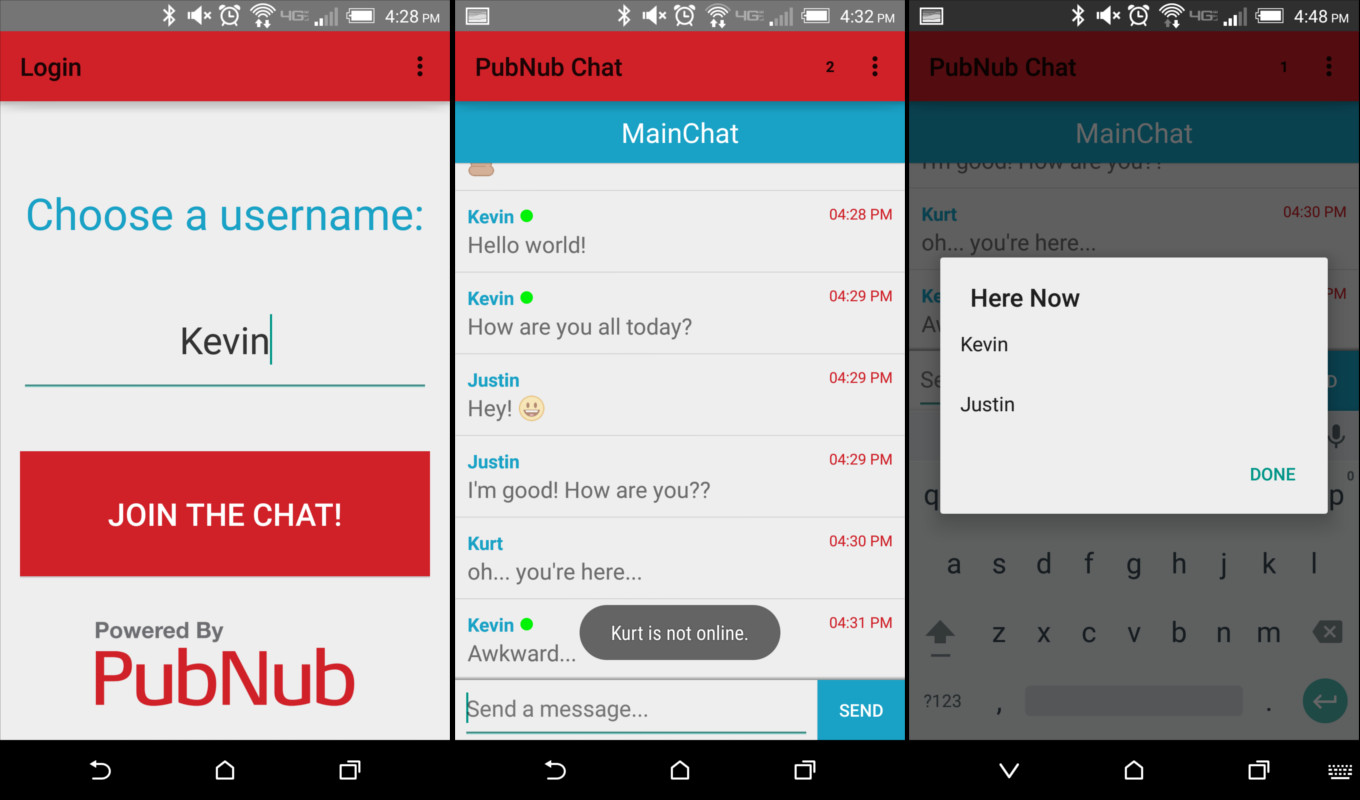 4G 4:28 PM
Login
Choose a username:
Kevin
JOIN THE CHAT!
Powered By
PubNub
4G 4:32 PM
PubNub Chat 2
MainChat
Kevin 04:28 PM
Hello world!
Kevin 04:29 PM
How are you all today?
Justin 04:29 PM
Hey! 😃
Justin 04:29 PM
I'm good! How are you??
Kurt 04:30 PM
oh... you're here...
Kevin 04:31 PM
Awkward...
Kurt is not online.
Send a message... SEND
4G 4:48 PM
PubNub Chat 1
MainChat
I'm good! How are you??
Kurt 04:30 PM
oh... you're here...
Ke PM
Aw
Here Now
Kevin
Justin
DONE
Se D
0
q p
a s d f g h j k l
z x c v b n m
?123 , .